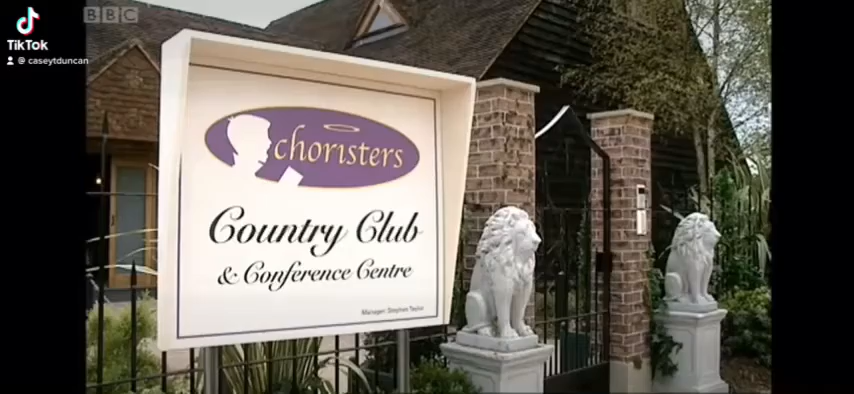 BBC
TikTok
@ caseytduncan
choristers
Country Club
& Conference Centre
Manager: Stephen Taylor